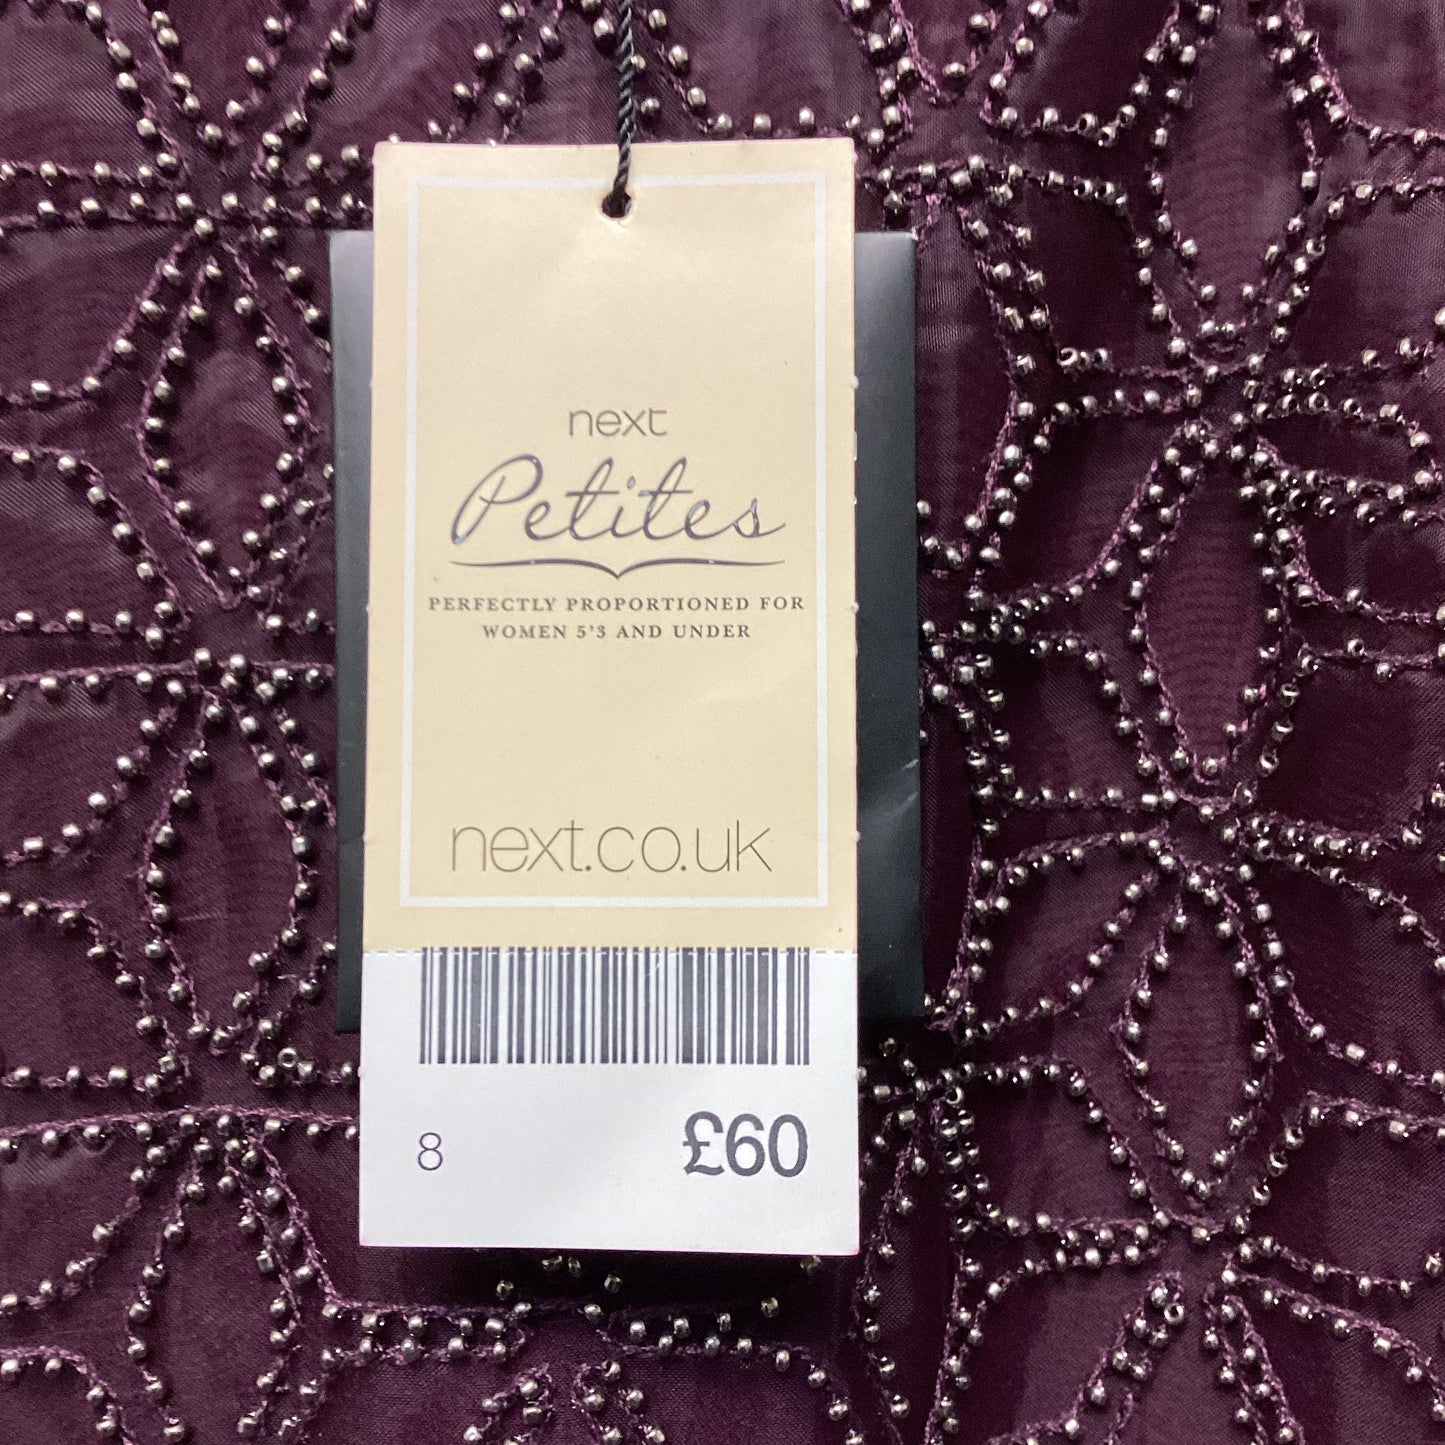 next
Petites
PERFECTLY PROPORTIONED FOR
WOMEN 5'3 AND UNDER
next.co.uk
8 £60